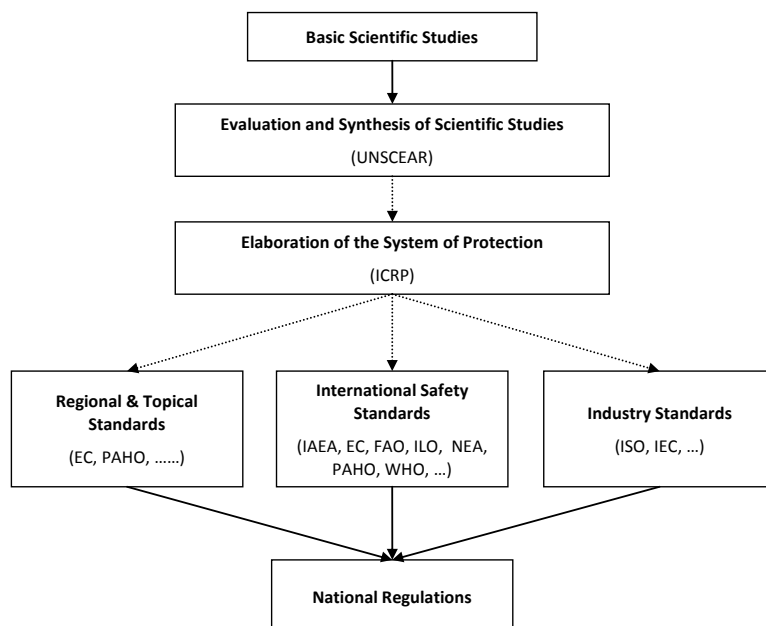 Basic Scientific Studies
Evaluation and Synthesis of Scientific Studies
(UNSCEAR)
Elaboration of the System of Protection
(ICRP)
Regional & Topical
Standards
(EC, PAHO, ......)
International Safety
Standards
(IAEA, EC, FAO, ILO, NEA,
PAHO, WHO, ...)
Industry Standards
(ISO, IEC, ...)
National Regulations